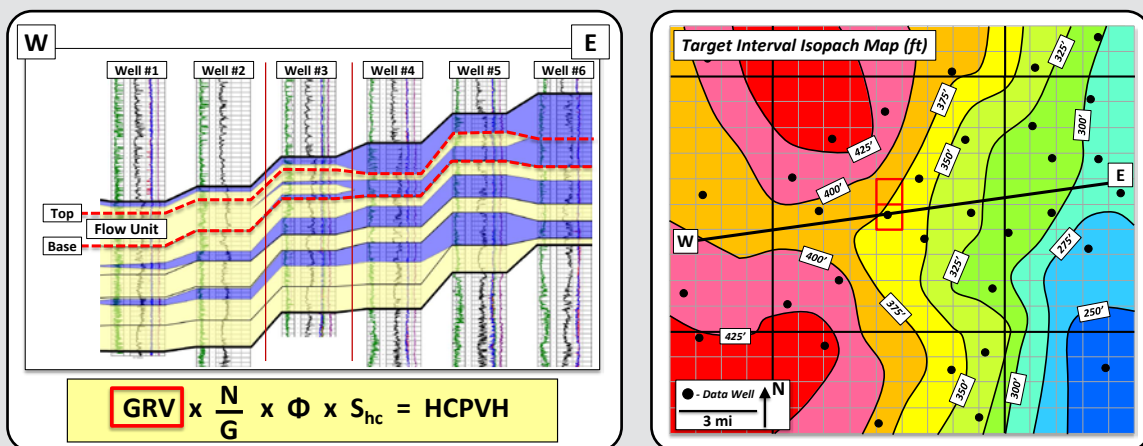 W
E
Well #1 Well #2 Well #3 Well #4 Well #5 Well #6
Top
Flow Unit
Base
GRV x N/G x Φ x Shc = HCPVH
Target Interval Isopach Map (ft)
325'
375'
300'
350'
425'
400'
E
W
275'
325'
400'
375'
250'
425'
350'
300'
- Data Well
N
3 mi